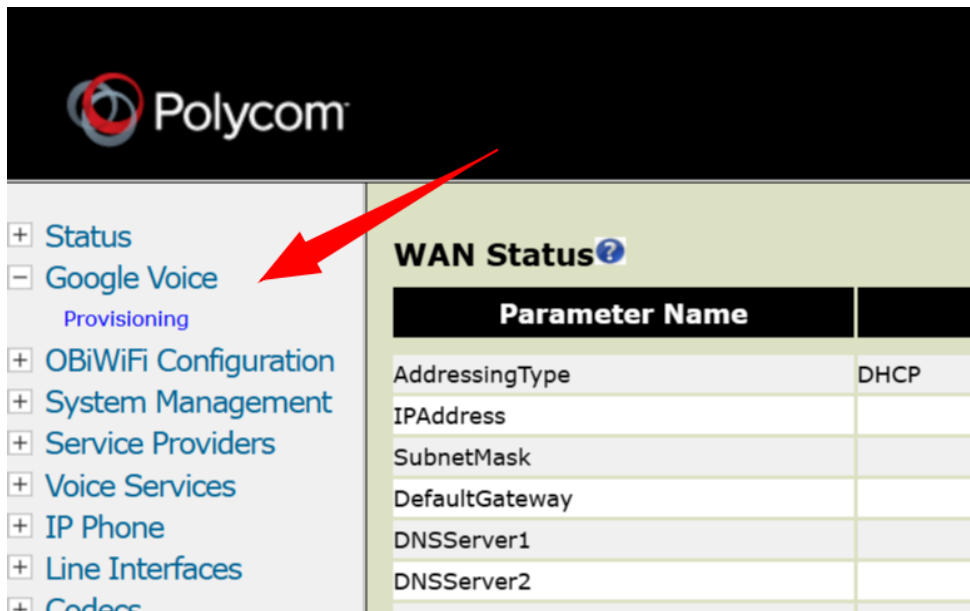 Polycom
Status
Google Voice
Provisioning
OBiWiFi Configuration
System Management
Service Providers
Voice Services
IP Phone
Line Interfaces
Codecs
WAN Status
Parameter Name
AddressingType DHCP
IPAddress
SubnetMask
DefaultGateway
DNSServer1
DNSServer2